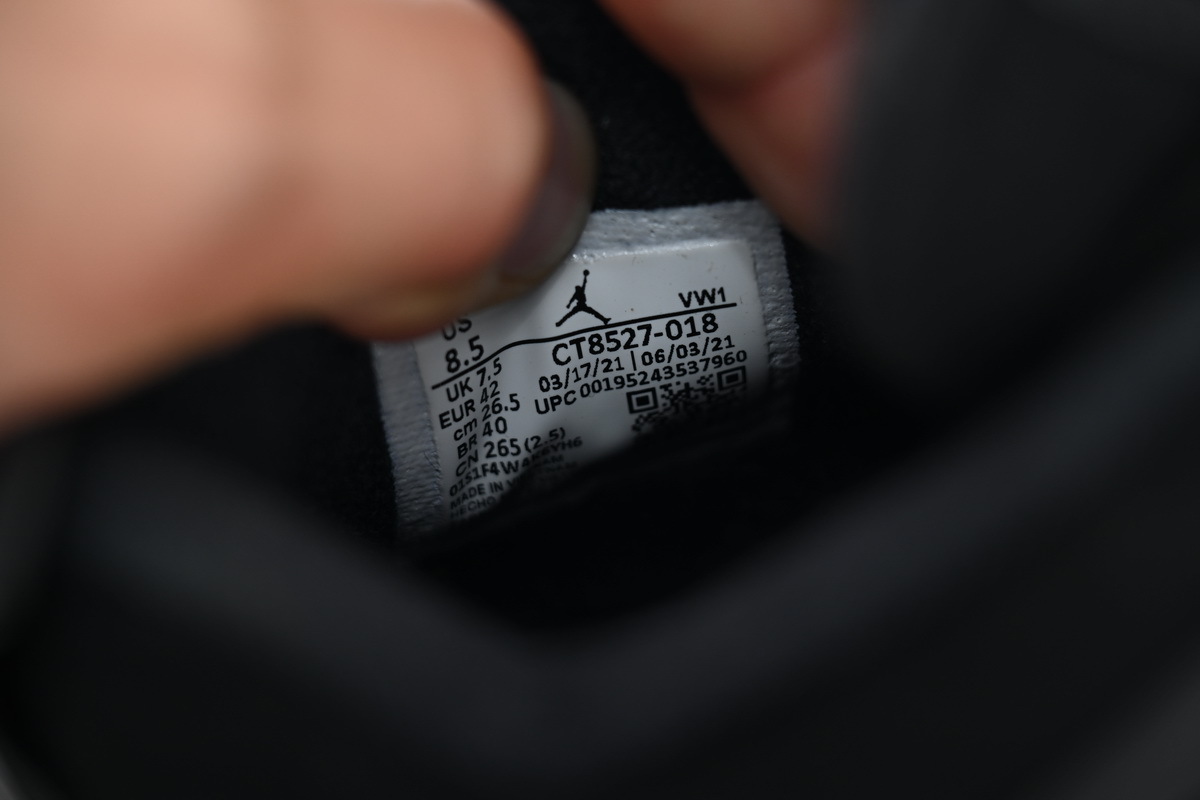 VW1
US
8.5
CT8527-018
UK 7.5
03/17/21 | 06/03/21
EUR 42
UPC 00195243537960
cm 26.5
BR 40
CN 265 (2.5)
MADE IN
HECHO